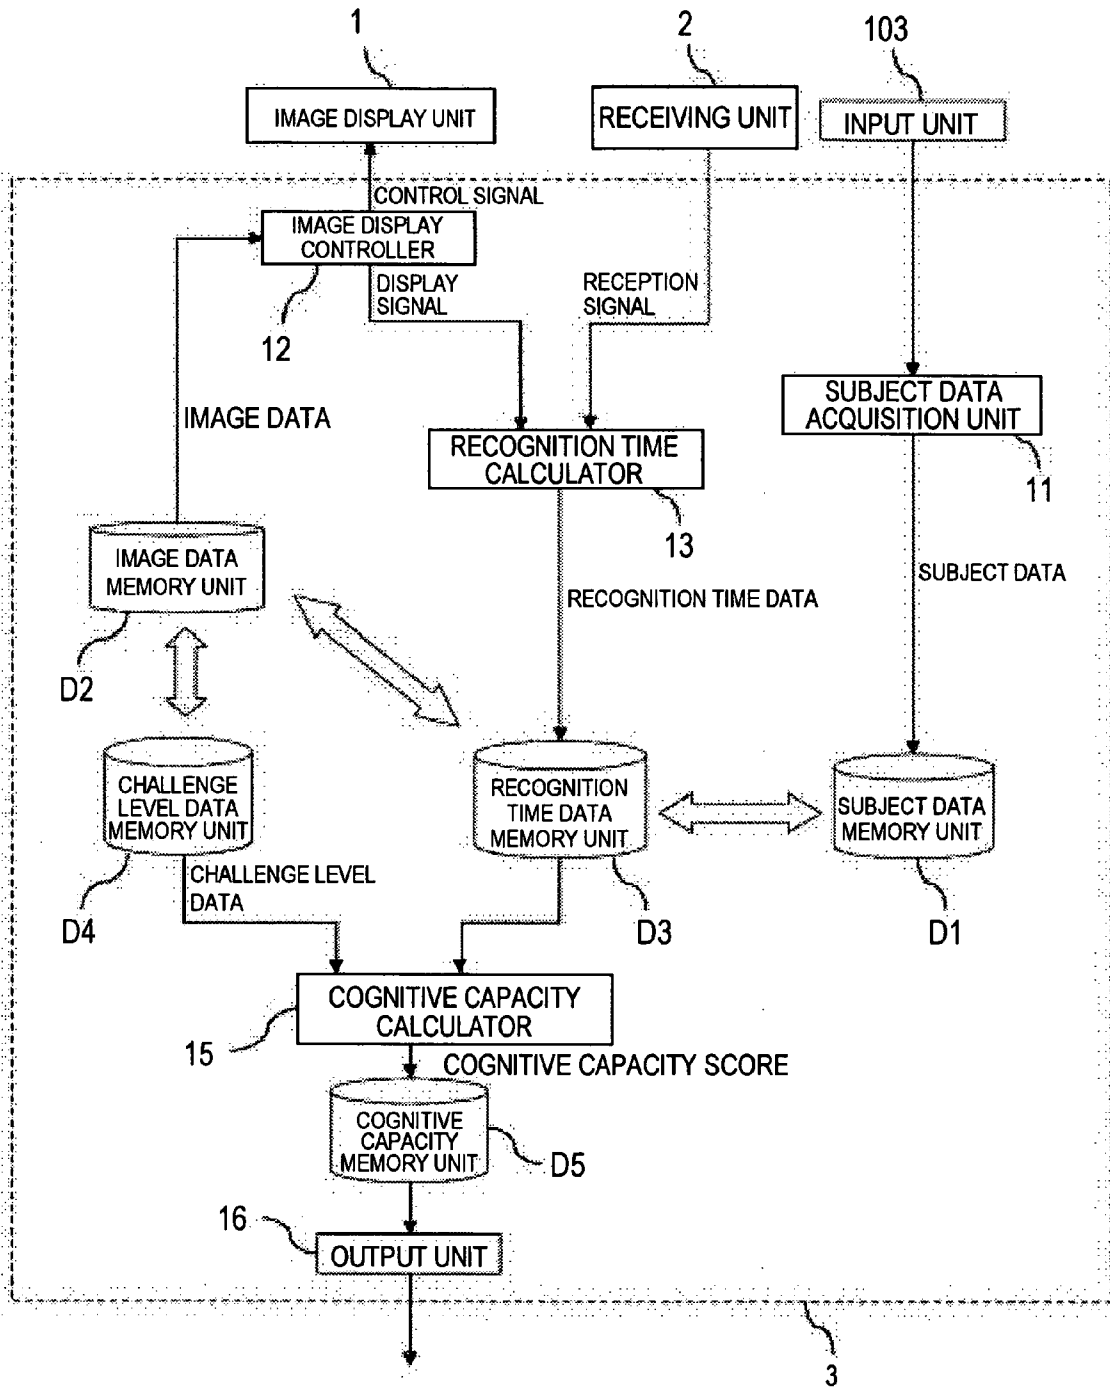 1
2
103
IMAGE DISPLAY UNIT
RECEIVING UNIT
INPUT UNIT
CONTROL SIGNAL
IMAGE DISPLAY
CONTROLLER
DISPLAY
SIGNAL
RECEPTION
SIGNAL
12
IMAGE DATA
SUBJECT DATA
ACQUISITION UNIT
RECOGNITION TIME
CALCULATOR
11
13
IMAGE DATA
MEMORY UNIT
SUBJECT DATA
RECOGNITION TIME DATA
D2
CHALLENGE
LEVEL DATA
MEMORY UNIT
RECOGNITION
TIME DATA
MEMORY UNIT
SUBJECT DATA
MEMORY UNIT
CHALLENGE LEVEL
DATA
D4
D3
D1
COGNITIVE CAPACITY
CALCULATOR
15
COGNITIVE CAPACITY SCORE
COGNITIVE
CAPACITY
MEMORY UNIT
D5
16
OUTPUT UNIT
3